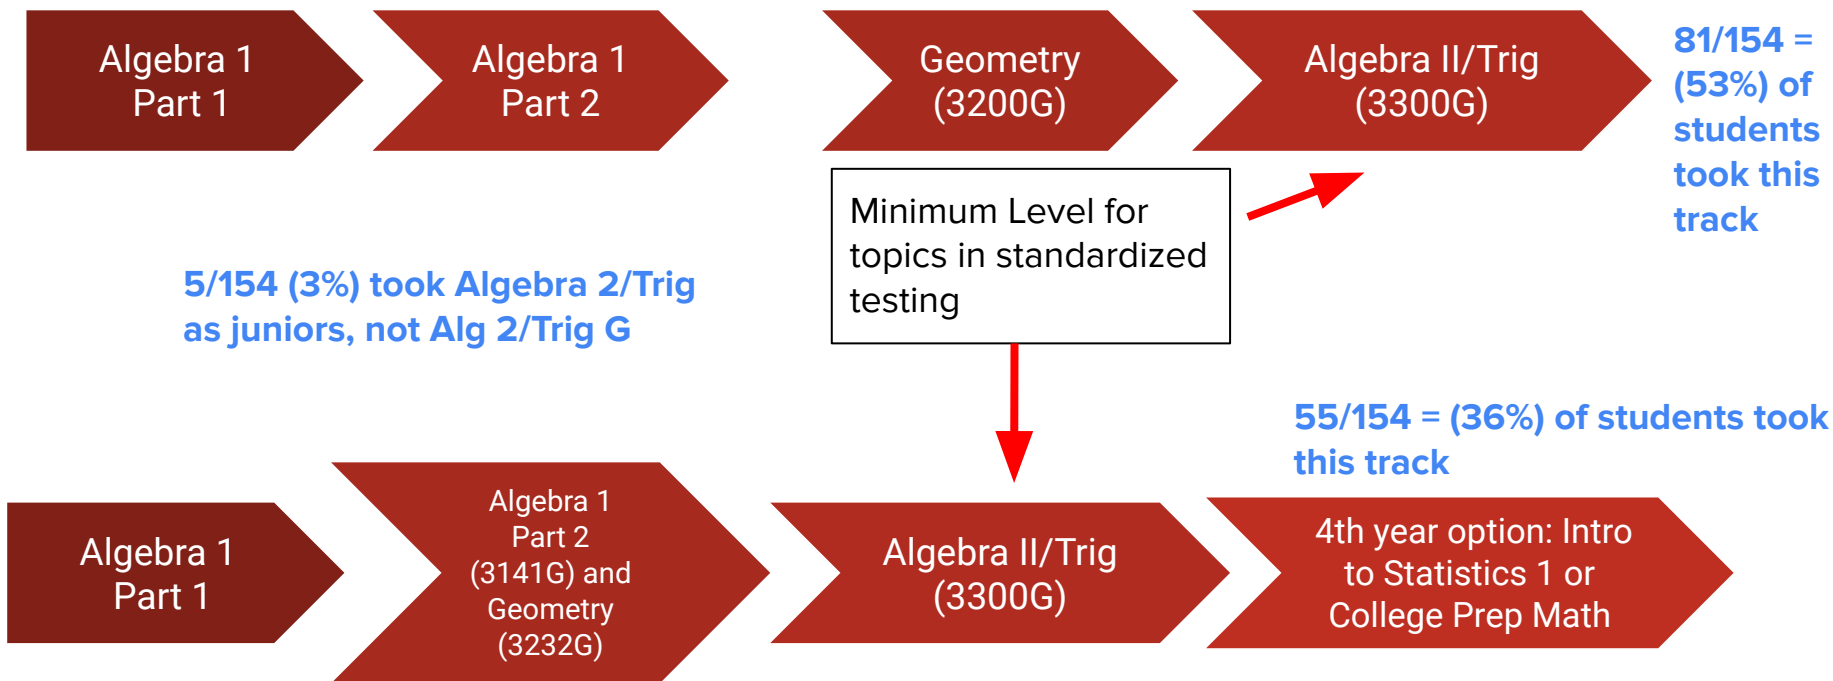 Algebra 1
Part 1
Algebra 1
Part 2
Geometry
(3200G)
Algebra II/Trig
(3300G)
81/154 =
(53%) of
students
took this
track
Minimum Level for
topics in standardized
testing
5/154 (3%) took Algebra 2/Trig
as juniors, not Alg 2/Trig G
55/154 = (36%) of students took
this track
Algebra 1
Part 1
Algebra 1
Part 2
(3141G) and
Geometry
(3232G)
Algebra II/Trig
(3300G)
4th year option: Intro
to Statistics 1 or
College Prep Math